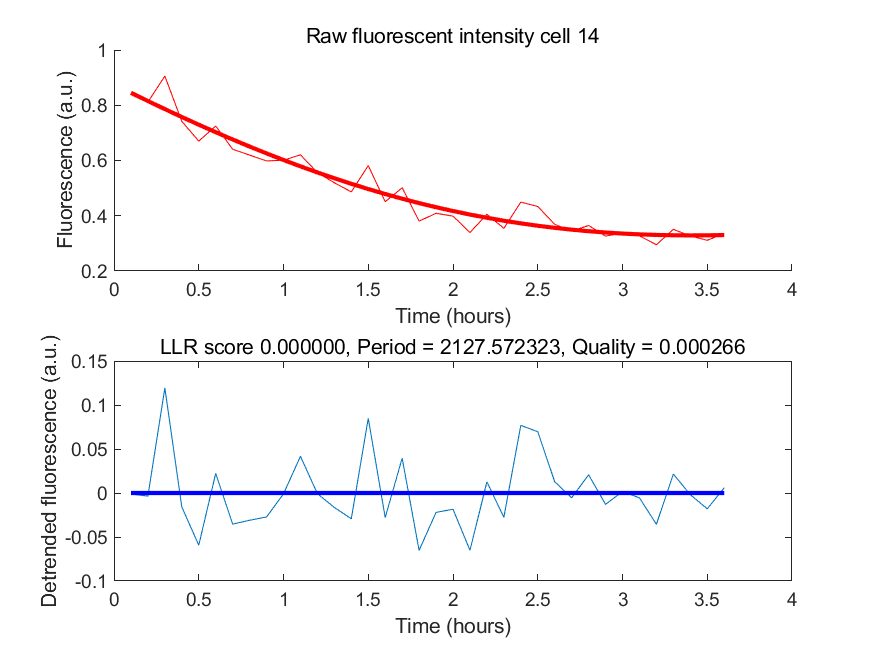 Raw fluorescent intensity cell 14
1
0.8
0.6
0.4
0.2
Fluorescence (a.u.)
0 0.5 1 1.5 2 2.5 3 3.5 4
Time (hours)
LLR score 0.000000, Period = 2127.572323, Quality = 0.000266
0.15
0.1
0.05
0
-0.05
-0.1
Detrended fluorescence (a.u.)
0 0.5 1 1.5 2 2.5 3 3.5 4
Time (hours)